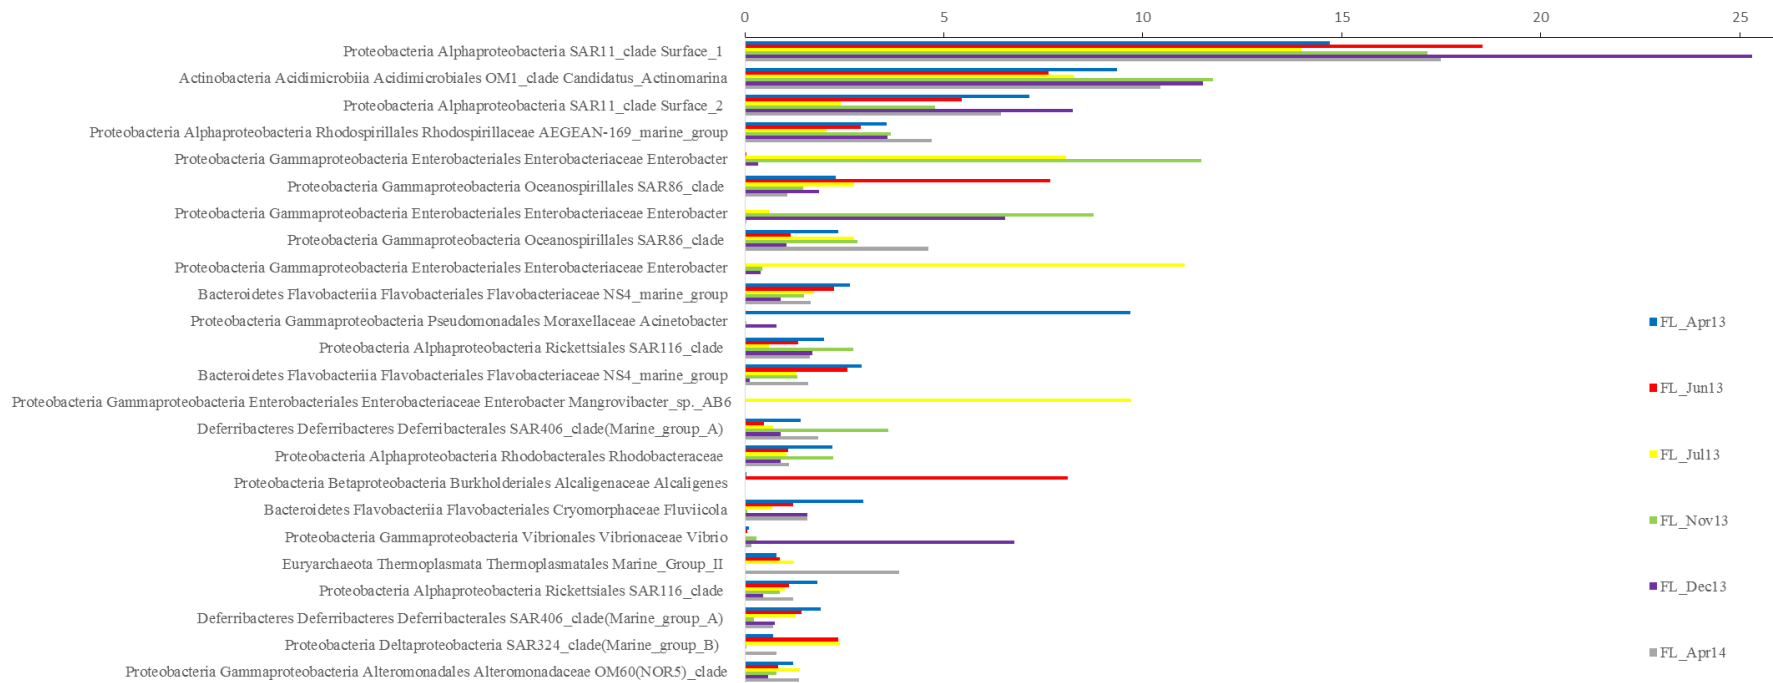 0 5 10 15 20 25
Proteobacteria Alphaproteobacteria SAR11_clade Surface_1
Actinobacteria Acidimicrobiia Acidimicrobiales OM1_clade Candidatus_Actinomarina
Proteobacteria Alphaproteobacteria SAR11_clade Surface_2
Proteobacteria Alphaproteobacteria Rhodospirillales Rhodospirillaceae AEGEAN-169_marine_group
Proteobacteria Gammaproteobacteria Enterobacteriales Enterobacteriaceae Enterobacter
Proteobacteria Gammaproteobacteria Oceanospirillales SAR86_clade
Proteobacteria Gammaproteobacteria Enterobacteriales Enterobacteriaceae Enterobacter
Proteobacteria Gammaproteobacteria Oceanospirillales SAR86_clade
Proteobacteria Gammaproteobacteria Enterobacteriales Enterobacteriaceae Enterobacter
Bacteroidetes Flavobacteriia Flavobacteriales Flavobacteriaceae NS4_marine_group
Proteobacteria Gammaproteobacteria Pseudomonadales Moraxellaceae Acinetobacter
Proteobacteria Alphaproteobacteria Rickettsiales SAR116_clade
Bacteroidetes Flavobacteriia Flavobacteriales Flavobacteriaceae NS4_marine_group
Proteobacteria Gammaproteobacteria Enterobacteriales Enterobacteriaceae Enterobacter Mangrovibacter_sp._AB6
Deferribacteres Deferribacteres Deferribacterales SAR406_clade(Marine_group_A)
Proteobacteria Alphaproteobacteria Rhodobacterales Rhodobacteraceae
Proteobacteria Betaproteobacteria Burkholderiales Alcaligenaceae Alcaligenes
Bacteroidetes Flavobacteriia Flavobacteriales Cryomorphaceae Fluviicola
Proteobacteria Gammaproteobacteria Vibrionales Vibrionaceae Vibrio
Euryarchaeota Thermoplasmata Thermoplasmatales Marine_Group_II
Proteobacteria Alphaproteobacteria Rickettsiales SAR116_clade
Deferribacteres Deferribacteres Deferribacterales SAR406_clade(Marine_group_A)
Proteobacteria Deltaproteobacteria SAR324_clade(Marine_group_B)
Proteobacteria Gammaproteobacteria Alteromonadales Alteromonadaceae OM60(NOR5)_clade
FL_Apr13
FL_Jun13
FL_Jul13
FL_Nov13
FL_Dec13
FL_Apr14